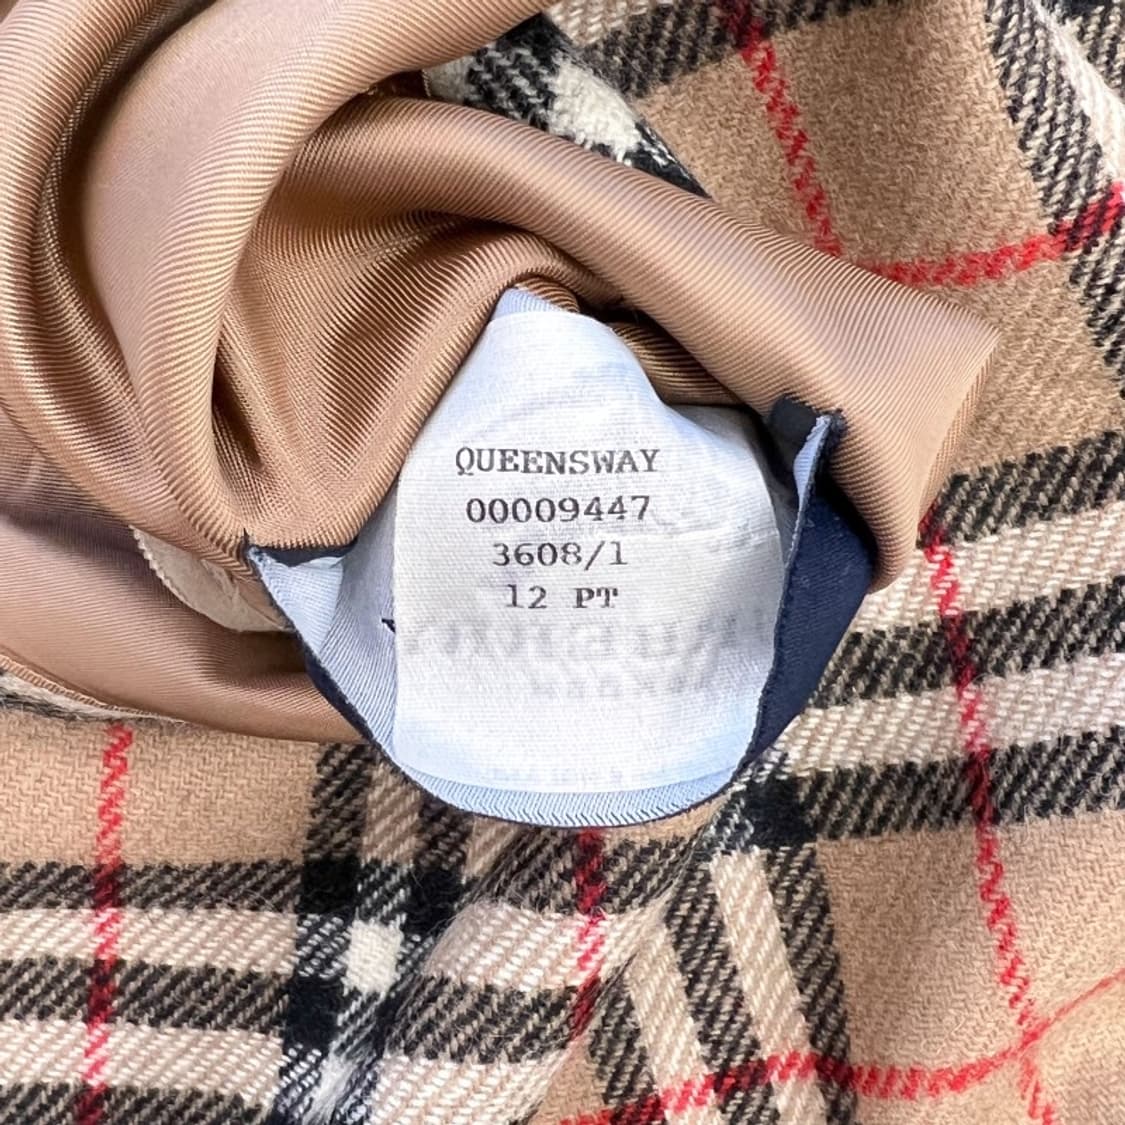 QUEENSWAY
00009447
3608/1
12 PT